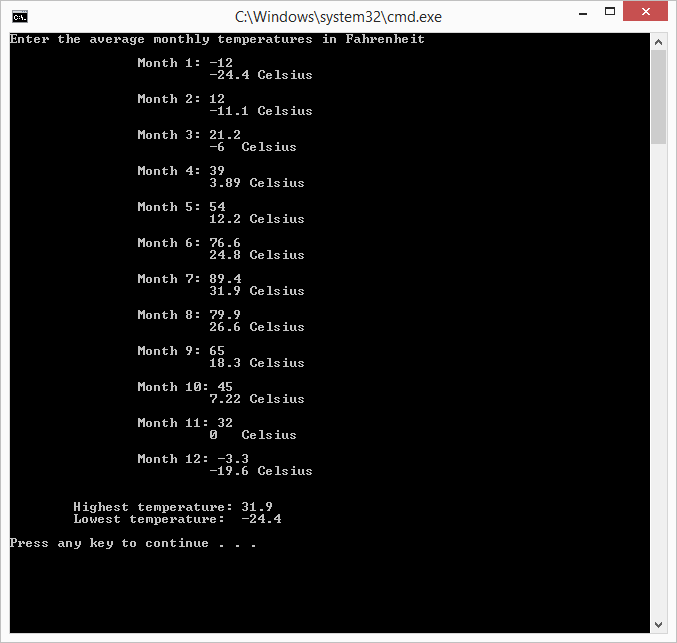 C:\Windows\system32\cmd.exe
Enter the average monthly temperatures in Fahrenheit
Month 1: -12
-24.4 Celsius
Month 2: 12
-11.1 Celsius
Month 3: 21.2
-6 Celsius
Month 4: 39
3.89 Celsius
Month 5: 54
12.2 Celsius
Month 6: 76.6
24.8 Celsius
Month 7: 89.4
31.9 Celsius
Month 8: 79.9
26.6 Celsius
Month 9: 65
18.3 Celsius
Month 10: 45
7.22 Celsius
Month 11: 32
0 Celsius
Month 12: -3.3
-19.6 Celsius
Highest temperature: 31.9
Lowest temperature: -24.4
Press any key to continue . . .